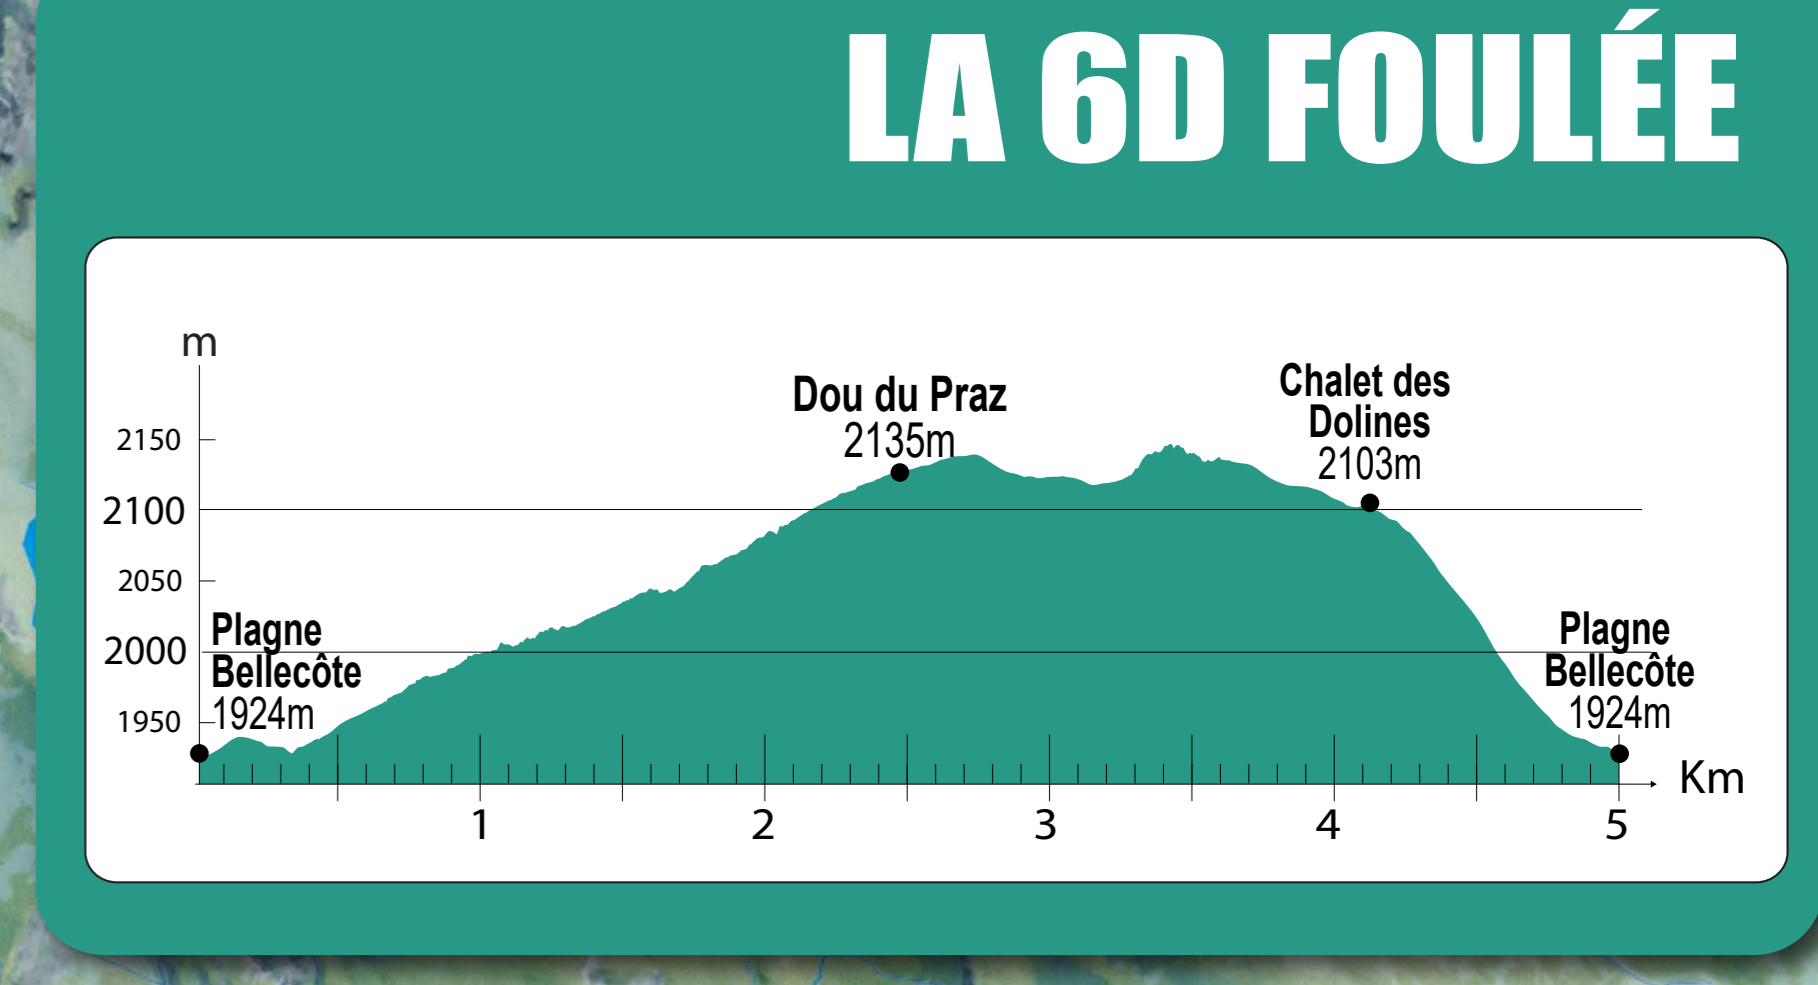 LA 6D FOULÉE
m
2150
2100
2050
2000
1950
Plagne
Bellecôte
1924m
Dou du Praz
2135m
Chalet des
Dolines
2103m
Plagne
Bellecôte
1924m
1 2 3 4 5 Km